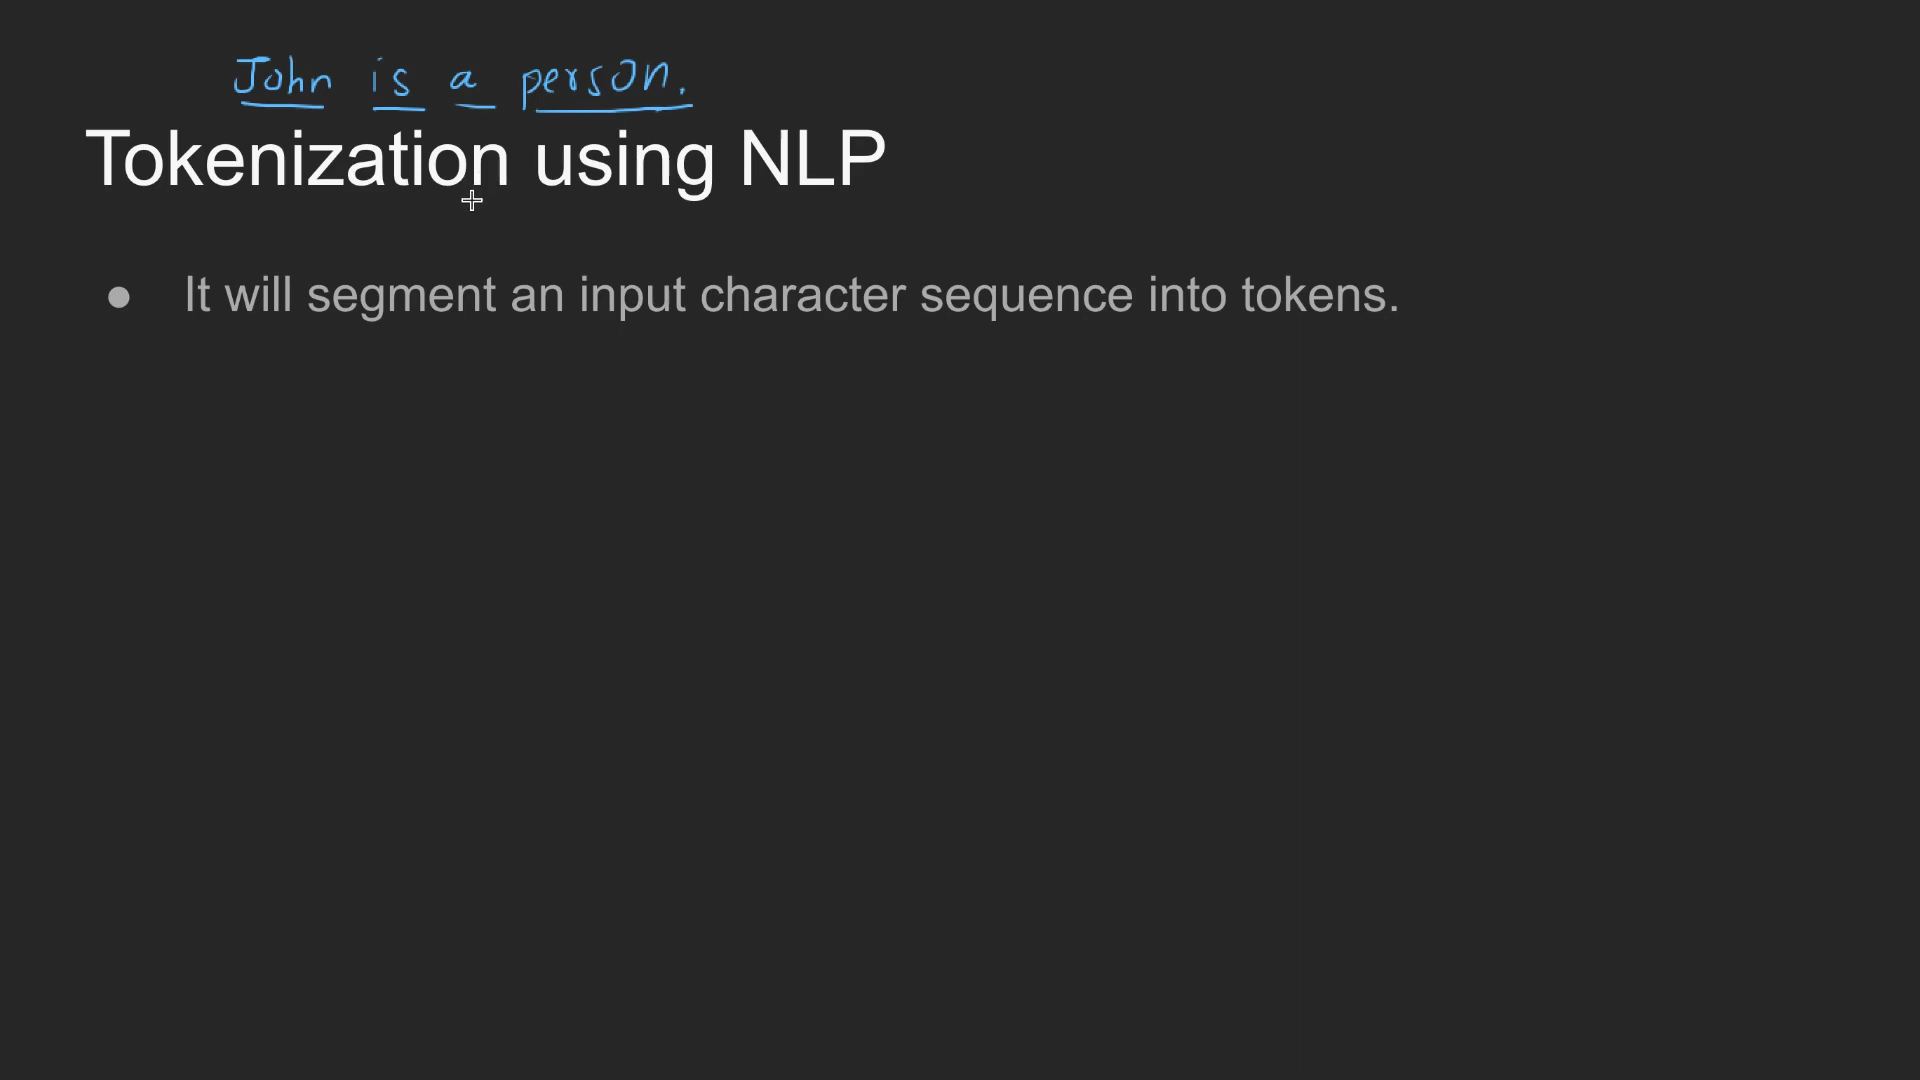 John is a person.
Tokenization using NLP
● It will segment an input character sequence into tokens.